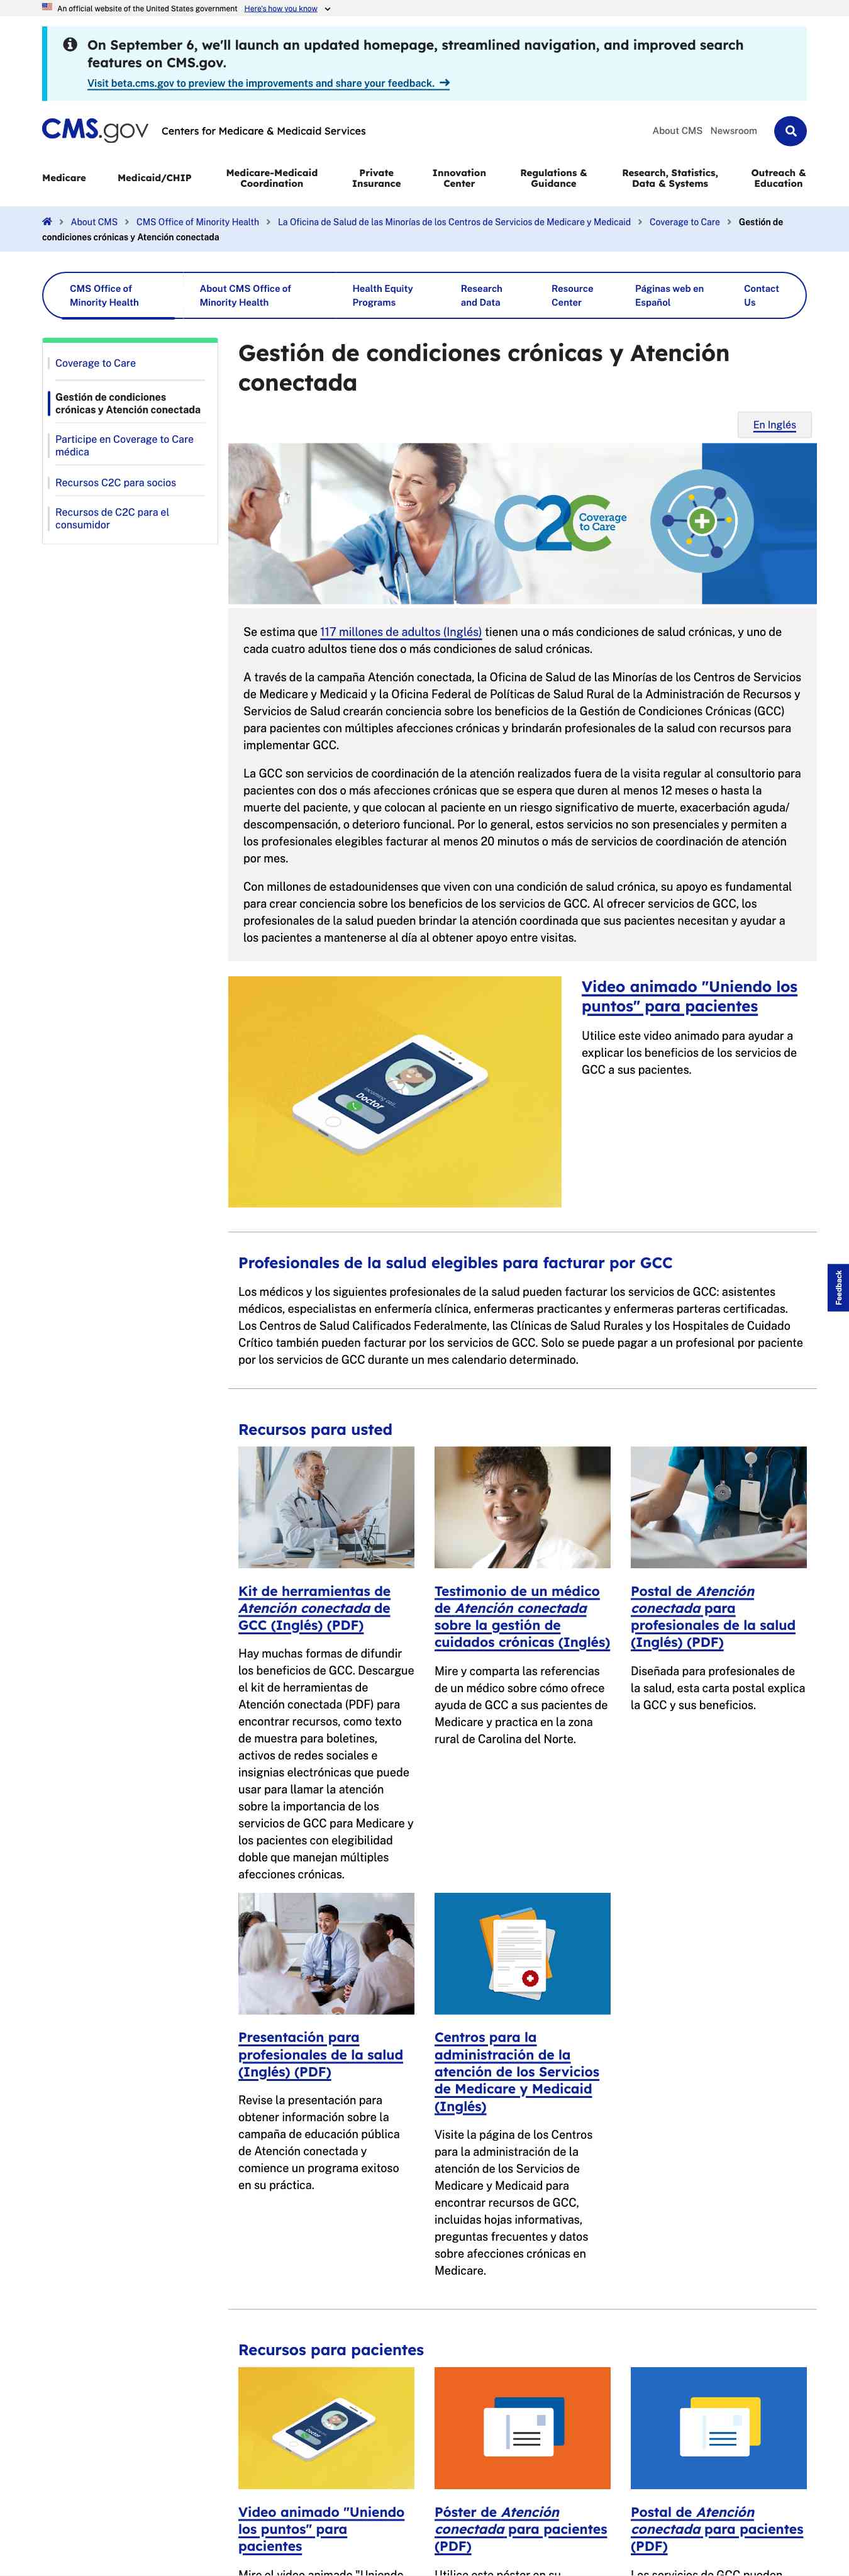 An official website of the United States government Here's how you know
On September 6, we'll launch an updated homepage, streamlined navigation, and improved search
features on CMS.gov.
Visit beta.cms.gov to preview the improvements and share your feedback.
CMS.gov Centers for Medicare & Medicaid Services
About CMS Newsroom
Medicare
Medicaid/CHIP
Medicare-Medicaid
Coordination
Private
Insurance
Innovation
Center
Regulations &
Guidance
Research, Statistics,
Data & Systems
Outreach &
Education
About CMS > CMS Office of Minority Health > La Oficina de Salud de las Minorías de los Centros de Servicios de Medicare y Medicaid > Coverage to Care > Gestión de
condiciones crónicas y Atención conectada
CMS Office of
Minority Health
About CMS Office of
Minority Health
Health Equity
Programs
Research
and Data
Resource
Center
Páginas web en
Español
Contact
Us
Coverage to Care
Gestión de condiciones
crónicas y Atención conectada
Participe en Coverage to Care
médica
Recursos C2C para socios
Recursos de C2C para el
consumidor
Gestión de condiciones crónicas y Atención
conectada
En Inglés
C2C Coverage
to Care
Se estima que 117 millones de adultos (Inglés) tienen una o más condiciones de salud crónicas, y uno de
cada cuatro adultos tiene dos o más condiciones de salud crónicas.
A través de la campaña Atención conectada, la Oficina de Salud de las Minorías de los Centros de Servicios
de Medicare y Medicaid y la Oficina Federal de Políticas de Salud Rural de la Administración de Recursos y
Servicios de Salud crearán conciencia sobre los beneficios de la Gestión de Condiciones Crónicas (GCC)
para pacientes con múltiples afecciones crónicas y brindarán profesionales de la salud con recursos para
implementar GCC.
La GCC son servicios de coordinación de la atención realizados fuera de la visita regular al consultorio para
pacientes con dos o más afecciones crónicas que se espera que duren al menos 12 meses o hasta la
muerte del paciente, y que colocan al paciente en un riesgo significativo de muerte, exacerbación aguda/
descompensación, o deterioro funcional. Por lo general, estos servicios no son presenciales y permiten a
los profesionales elegibles facturar al menos 20 minutos o más de servicios de coordinación de atención
por mes.
Con millones de estadounidenses que viven con una condición de salud crónica, su apoyo es fundamental
para crear conciencia sobre los beneficios de los servicios de GCC. Al ofrecer servicios de GCC, los
profesionales de la salud pueden brindar la atención coordinada que sus pacientes necesitan y ayudar a
los pacientes a mantenerse al día al obtener apoyo entre visitas.
incoming call...
Doctor
Video animado "Uniendo los
puntos" para pacientes
Utilice este video animado para ayudar a
explicar los beneficios de los servicios de
GCC a sus pacientes.
Feedback
Profesionales de la salud elegibles para facturar por GCC
Los médicos y los siguientes profesionales de la salud pueden facturar los servicios de GCC: asistentes
médicos, especialistas en enfermería clínica, enfermeras practicantes y enfermeras parteras certificadas.
Los Centros de Salud Calificados Federalmente, las Clínicas de Salud Rurales y los Hospitales de Cuidado
Crítico también pueden facturar por los servicios de GCC. Solo se puede pagar a un profesional por paciente
por los servicios de GCC durante un mes calendario determinado.
Recursos para usted
Kit de herramientas de
Atención conectada de
GCC (Inglés) (PDF)
Hay muchas formas de difundir
los beneficios de GCC. Descargue
el kit de herramientas de
Atención conectada (PDF) para
encontrar recursos, como texto
de muestra para boletines,
activos de redes sociales e
insignias electrónicas que puede
usar para llamar la atención
sobre la importancia de los
servicios de GCC para Medicare y
los pacientes con elegibilidad
doble que manejan múltiples
afecciones crónicas.
Testimonio de un médico
de Atención conectada
sobre la gestión de
cuidados crónicas (Inglés)
Mire y comparta las referencias
de un médico sobre cómo ofrece
ayuda de GCC a sus pacientes de
Medicare y practica en la zona
rural de Carolina del Norte.
Postal de Atención
conectada para
profesionales de la salud
(Inglés) (PDF)
Diseñada para profesionales de
la salud, esta carta postal explica
la GCC y sus beneficios.
Presentación para
profesionales de la salud
(Inglés) (PDF)
Revise la presentación para
obtener información sobre la
campaña de educación pública
de Atención conectada y
comience un programa exitoso
en su práctica.
Centros para la
administración de la
atención de los Servicios
de Medicare y Medicaid
(Inglés)
Visite la página de los Centros
para la administración de la
atención de los Servicios de
Medicare y Medicaid para
encontrar recursos de GCC,
incluidas hojas informativas,
preguntas frecuentes y datos
sobre afecciones crónicas en
Medicare.
Recursos para pacientes
Doctor
Video animado "Uniendo
los puntos" para
pacientes
Mire el video animado "Uniendo
Póster de Atención
conectada para pacientes
(PDF)
Utilice este póster en su
Postal de Atención
conectada para pacientes
(PDF)
Los servicios de GCC pueden